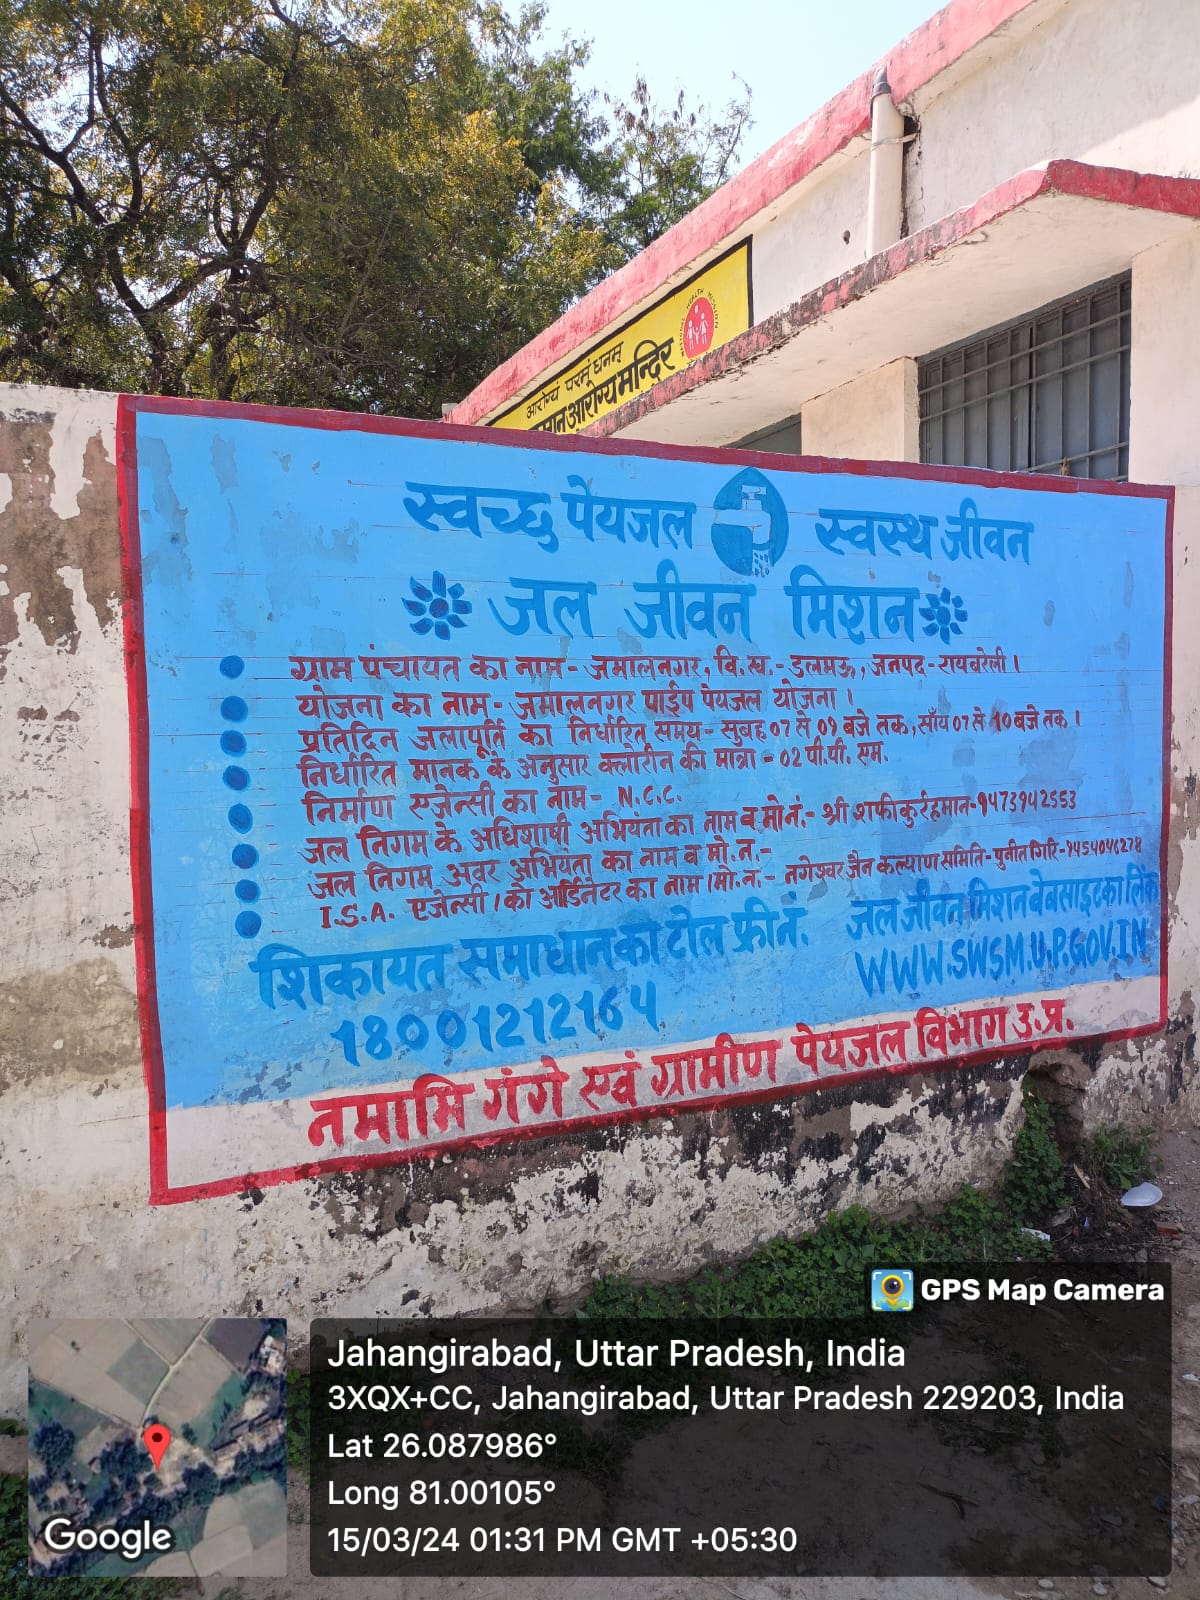 NATIONAL HEALTH MISSION
आरोग्यं परमं धनम्
आरोग्य मन्दिर
स्वच्छ पेयजल स्वस्थ जीवन
जल जीवन मिशन
ग्राम पंचायत का नाम- जमालनगर, वि.ख.- डलमऊ, जनपद - रायबरेली।
योजना का नाम- जमालनगर पाईप पेयजल योजना।
प्रतिदिन जलापूर्ति का निर्धारित समय- सुबह 07 से 09 बजे तक, साँय 07 से 10 बजे तक।
निर्धारित मानक के अनुसार क्लोरीन की मात्रा - 02 पी.पी. एम.
निर्माण एजेन्सी का नाम- N.C.C.
जल निगम के अधिशाषी अभियंता का नाम व मो.नं.- श्री शफीकुर्रहमान-9473942553
जल निगम अवर अभियंता का नाम व मो.न.-
I.S.A. एजेन्सी/को आर्डिनेटर का नाम/मो.न.- नगेश्वर जैन कल्याण समिति- पुनीत गिरि-
शिकायत समाधान का टोल फ्री नं. जल जीवन मिशन वेबसाइट का लिंक
18001212164 WWW.SWSM.U.P.GOV.IN
नमामि गंगे एवं ग्रामीण पेयजल विभाग उ.प्र.
GPS Map Camera
Jahangirabad, Uttar Pradesh, India
3XQX+CC, Jahangirabad, Uttar Pradesh 229203, India
Lat 26.087986°
Long 81.00105°
15/03/24 01:31 PM GMT +05:30
Google